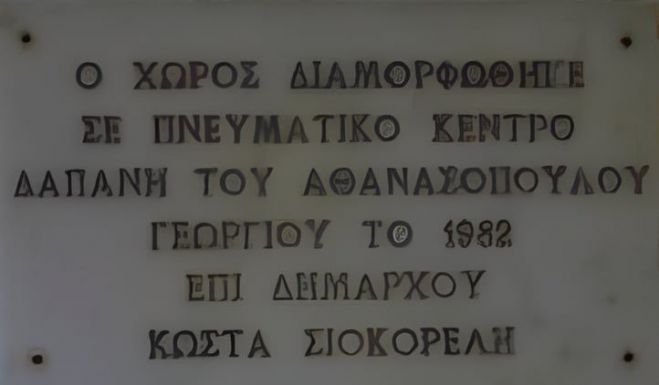 Ο ΧΩΡΟΣ ΔΙΑΜΟΡΦΩΘΗΚΕ
ΣΕ ΠΝΕΥΜΑΤΙΚΟ ΚΕΝΤΡΟ
ΔΑΠΑΝΗ ΤΟΥ ΑΘΑΝΑΣΟΠΟΥΛΟΥ
ΓΕΩΡΓΙΟΥ ΤΟ 1982
ΕΠΙ ΔΗΜΑΡΧΟΥ
ΚΩΣΤΑ ΣΙΟΚΟΡΕΛΗ